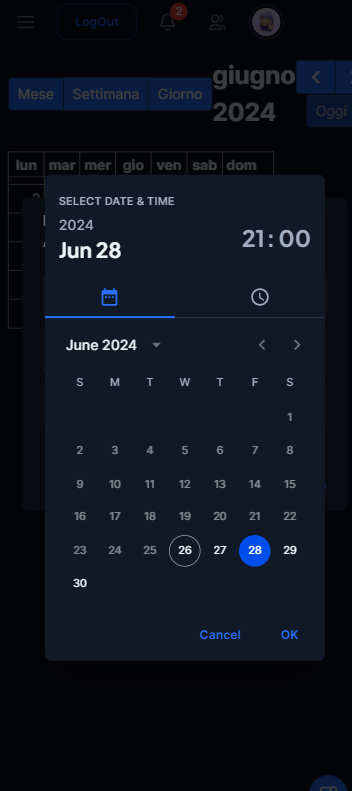 LogOut
2
giugno
2024
Mese Settimana Giorno
Oggi
lun mar mer gio ven sab dom
SELECT DATE & TIME
2024
Jun 28
21:00
June 2024
S M T W T F S
1
2 3 4 5 6 7 8
9 10 11 12 13 14 15
16 17 18 19 20 21 22
23 24 25 26 27 28 29
30
Cancel OK